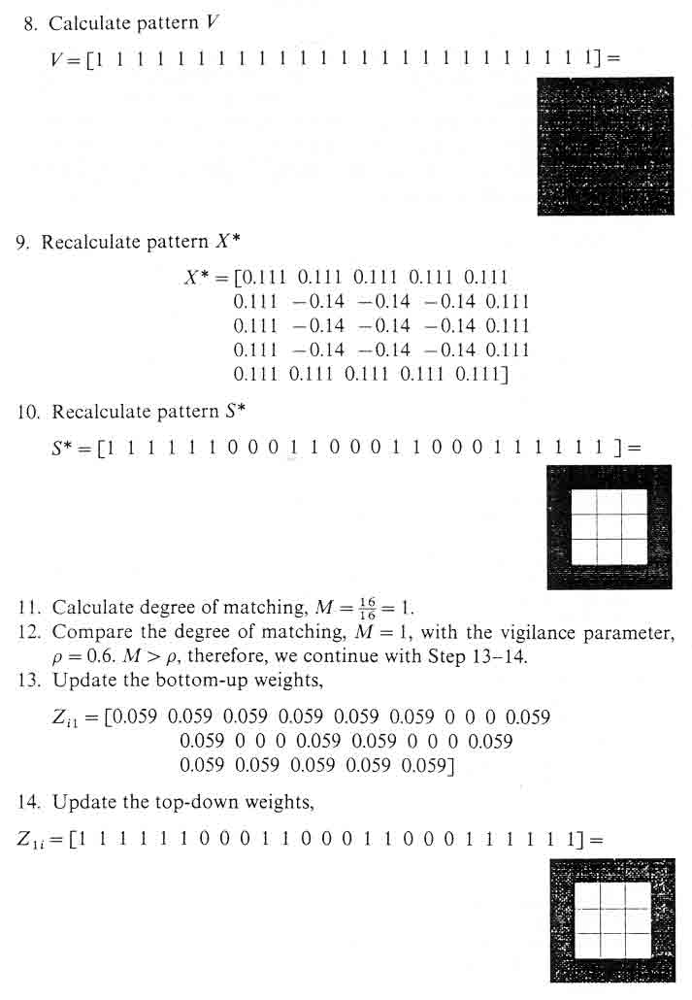 8. Calculate pattern V
V = [1 1 1 1 1 1 1 1 1 1 1 1 1 1 1 1 1 1 1 1 1 1 1 1 1] =
9. Recalculate pattern X*
X* = [0.111 0.111 0.111 0.111 0.111
0.111 −0.14 −0.14 −0.14 0.111
0.111 −0.14 −0.14 −0.14 0.111
0.111 −0.14 −0.14 −0.14 0.111
0.111 0.111 0.111 0.111 0.111]
10. Recalculate pattern S*
S* = [1 1 1 1 1 1 0 0 0 1 1 0 0 0 1 1 0 0 0 1 1 1 1 1 1 ] =
11. Calculate degree of matching, M = 16/16 = 1.
12. Compare the degree of matching, M = 1, with the vigilance parameter,
ρ = 0.6. M > ρ, therefore, we continue with Step 13–14.
13. Update the bottom-up weights,
Z_i1 = [0.059 0.059 0.059 0.059 0.059 0.059 0 0 0 0.059
0.059 0 0 0 0.059 0.059 0 0 0 0.059
0.059 0.059 0.059 0.059 0.059]
14. Update the top-down weights,
Z_1i = [1 1 1 1 1 1 0 0 0 1 1 0 0 0 1 1 0 0 0 1 1 1 1 1 1] =